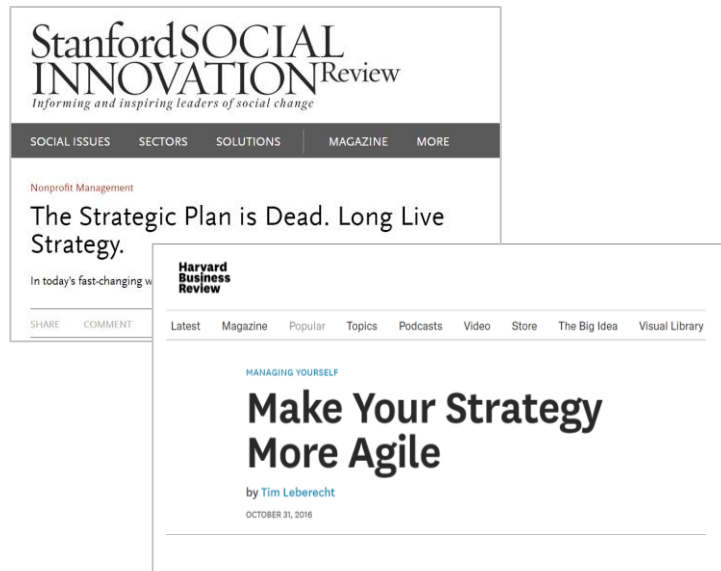 Stanford SOCIAL
INNOVATION Review
Informing and inspiring leaders of social change
SOCIAL ISSUES SECTORS SOLUTIONS MAGAZINE MORE
Nonprofit Management
The Strategic Plan is Dead. Long Live
Strategy.
In today's fast-changing w
SHARE COMMENT
Harvard
Business
Review
Latest Magazine Popular Topics Podcasts Video Store The Big Idea Visual Library
MANAGING YOURSELF
Make Your Strategy
More Agile
by Tim Leberecht
OCTOBER 31, 2016